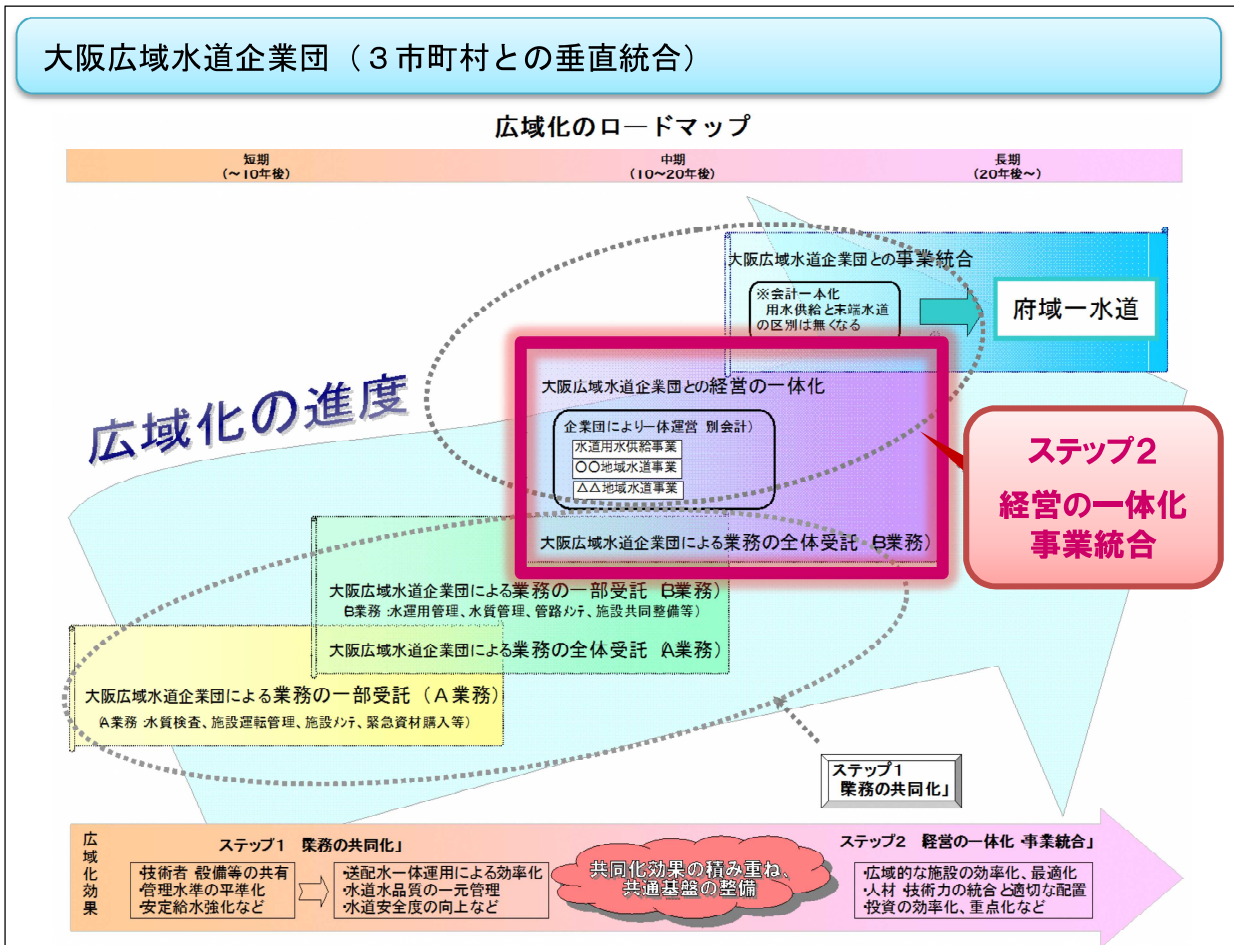 大阪広域水道企業団（３市町村との垂直統合）
広域化のロードマップ
短期
（～10年後）
中期
（10～20年後）
長期
（20年後～）
大阪広域水道企業団との事業統合
※会計一本化
用水供給と末端水道
の区別は無くなる
府域一水道
広域化の進度
大阪広域水道企業団との経営の一体化
企業団により一体運営 別会計）
水道用水供給事業
〇〇地域水道事業
△△地域水道事業
大阪広域水道企業団による業務の全体受託 B業務）
ステップ2
経営の一体化
事業統合
大阪広域水道企業団による業務の一部受託 B業務）
B業務 :水運用管理、水質管理、管路ﾒﾝﾃ、施設共同整備等）
大阪広域水道企業団による業務の全体受託 A業務）
大阪広域水道企業団による業務の一部受託（A業務）
A業務 :水質検査、施設運転管理、施設ﾒﾝﾃ、緊急資材購入等）
ステップ1
業務の共同化」
広域化効果
ステップ1 業務の共同化」
・技術者 設備等の共有
・管理水準の平準化
・安定給水強化など
・送配水一体運用による効率化
・水道水品質の一元管理
・水道安全度の向上など
共同化効果の積み重ね、
共通基盤の整備
ステップ2 経営の一体化 ・事業統合」
・広域的な施設の効率化、最適化
・人材 ・技術力の統合と適切な配置
・投資の効率化、重点化など